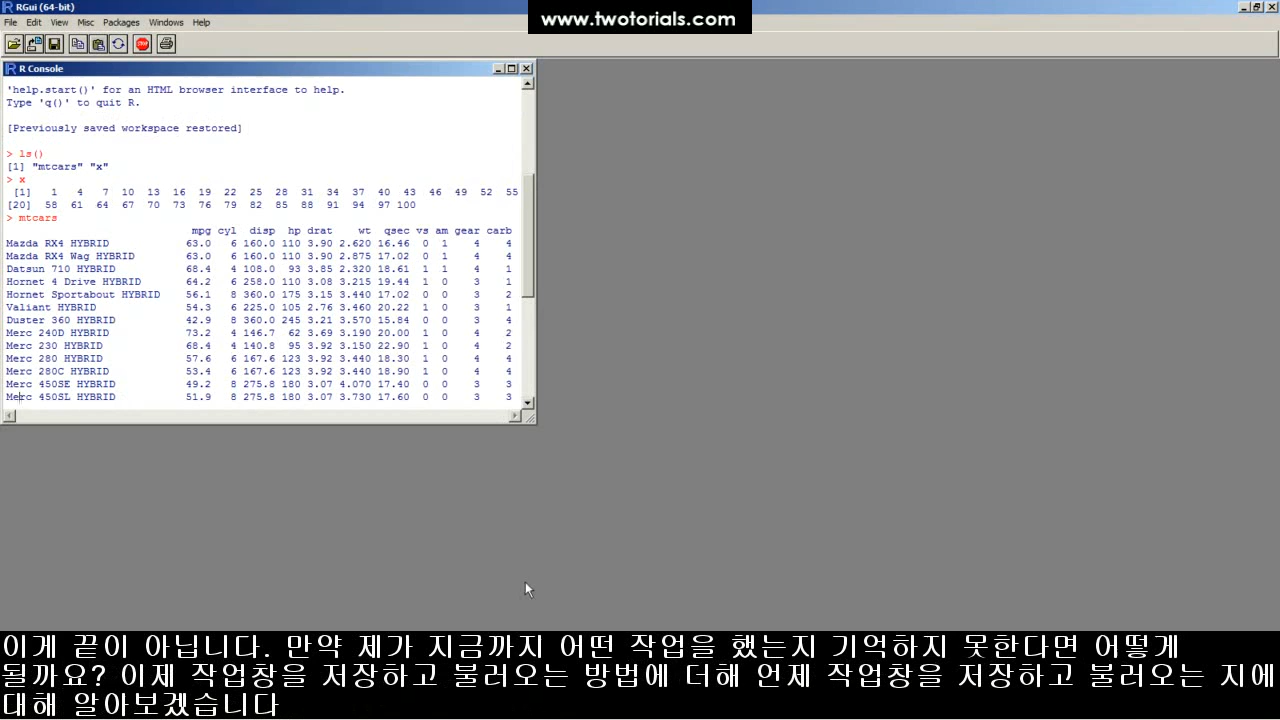 RGui (64-bit)
www.twotorials.com
File Edit View Misc Packages Windows Help
STOP
R Console
'help.start()' for an HTML browser interface to help.
Type 'q()' to quit R.
[Previously saved workspace restored]
> ls()
[1] "mtcars" "x"
> x
[1] 1 4 7 10 13 16 19 22 25 28 31 34 37 40 43 46 49 52 55
[20] 58 61 64 67 70 73 76 79 82 85 88 91 94 97 100
> mtcars
mpg cyl disp hp drat wt qsec vs am gear carb
Mazda RX4 HYBRID 63.0 6 160.0 110 3.90 2.620 16.46 0 1 4 4
Mazda RX4 Wag HYBRID 63.0 6 160.0 110 3.90 2.875 17.02 0 1 4 4
Datsun 710 HYBRID 68.4 4 108.0 93 3.85 2.320 18.61 1 1 4 1
Hornet 4 Drive HYBRID 64.2 6 258.0 110 3.08 3.215 19.44 1 0 3 1
Hornet Sportabout HYBRID 56.1 8 360.0 175 3.15 3.440 17.02 0 0 3 2
Valiant HYBRID 54.3 6 225.0 105 2.76 3.460 20.22 1 0 3 1
Duster 360 HYBRID 42.9 8 360.0 245 3.21 3.570 15.84 0 0 3 4
Merc 240D HYBRID 73.2 4 146.7 62 3.69 3.190 20.00 1 0 4 2
Merc 230 HYBRID 68.4 4 140.8 95 3.92 3.150 22.90 1 0 4 2
Merc 280 HYBRID 57.6 6 167.6 123 3.92 3.440 18.30 1 0 4 4
Merc 280C HYBRID 53.4 6 167.6 123 3.92 3.440 18.90 1 0 4 4
Merc 450SE HYBRID 49.2 8 275.8 180 3.07 4.070 17.40 0 0 3 3
Merc 450SL HYBRID 51.9 8 275.8 180 3.07 3.730 17.60 0 0 3 3
이게 끝이 아닙니다. 만약 제가 지금까지 어떤 작업을 했는지 기억하지 못한다면 어떻게
될까요? 이제 작업창을 저장하고 불러오는 방법에 더해 언제 작업창을 저장하고 불러오는 지에
대해 알아보겠습니다